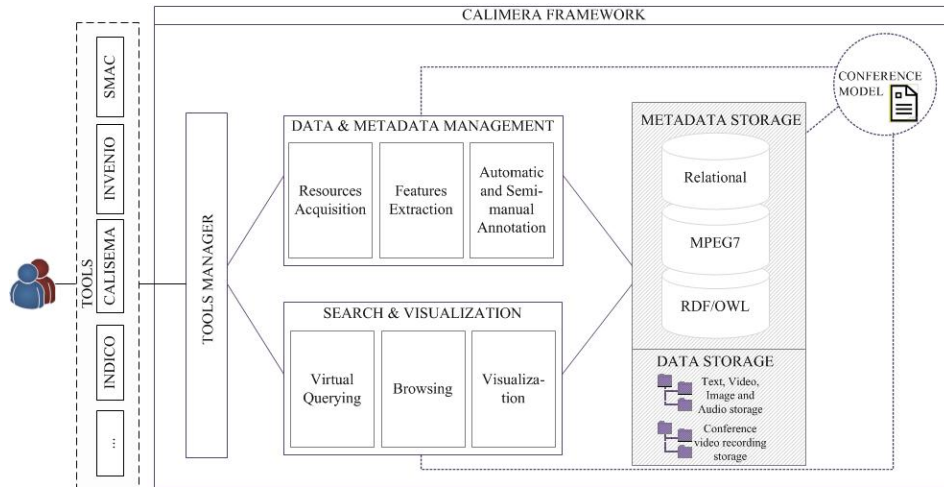 CALIMERA FRAMEWORK
TOOLS
SMAC
INVENIO
CALISEMA
INDICO
...
TOOLS MANAGER
DATA & METADATA MANAGEMENT
Resources
Acquisition
Features
Extraction
Automatic
and Semi-
manual
Annotation
SEARCH & VISUALIZATION
Virtual
Querying
Browsing
Visualiza-
tion
METADATA STORAGE
Relational
MPEG7
RDF/OWL
DATA STORAGE
Text, Video,
Image and
Audio storage
Conference
video recording
storage
CONFERENCE
MODEL